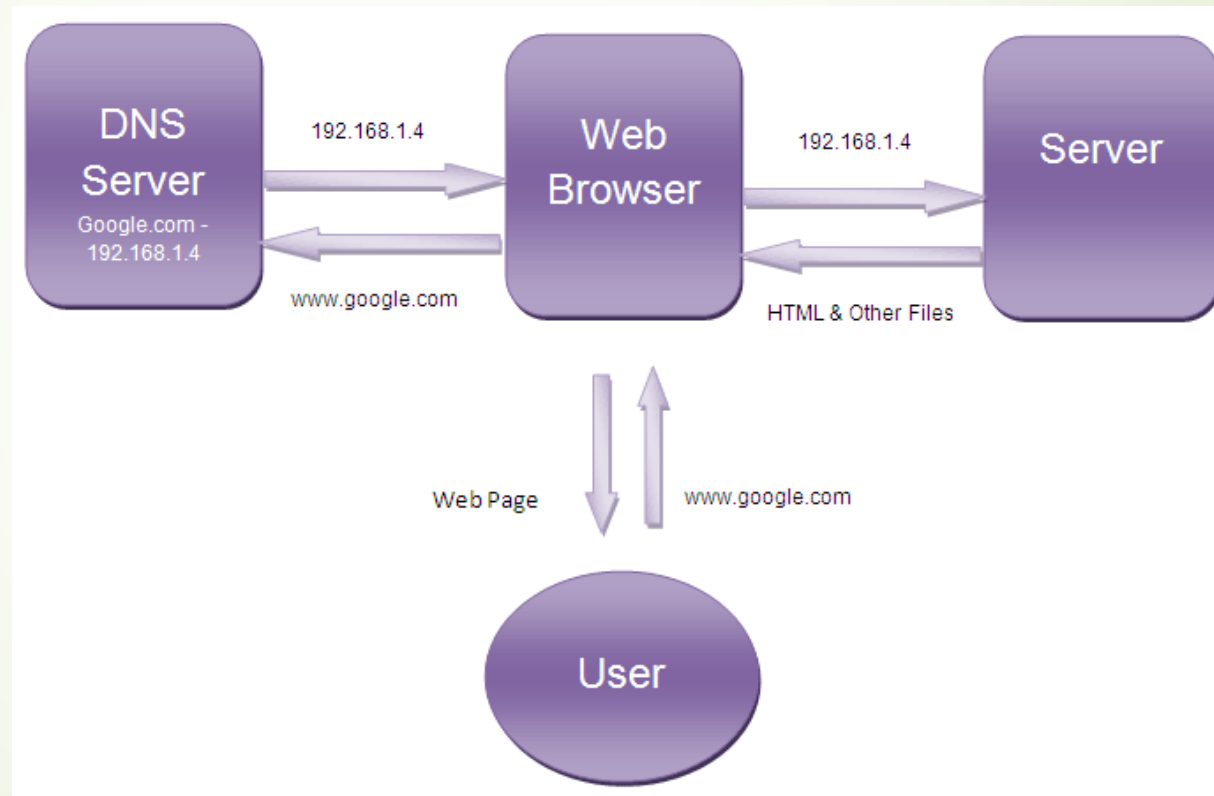 DNS
Server
Google.com -
192.168.1.4
192.168.1.4
www.google.com
Web
Browser
192.168.1.4
HTML & Other Files
Server
Web Page
www.google.com
User